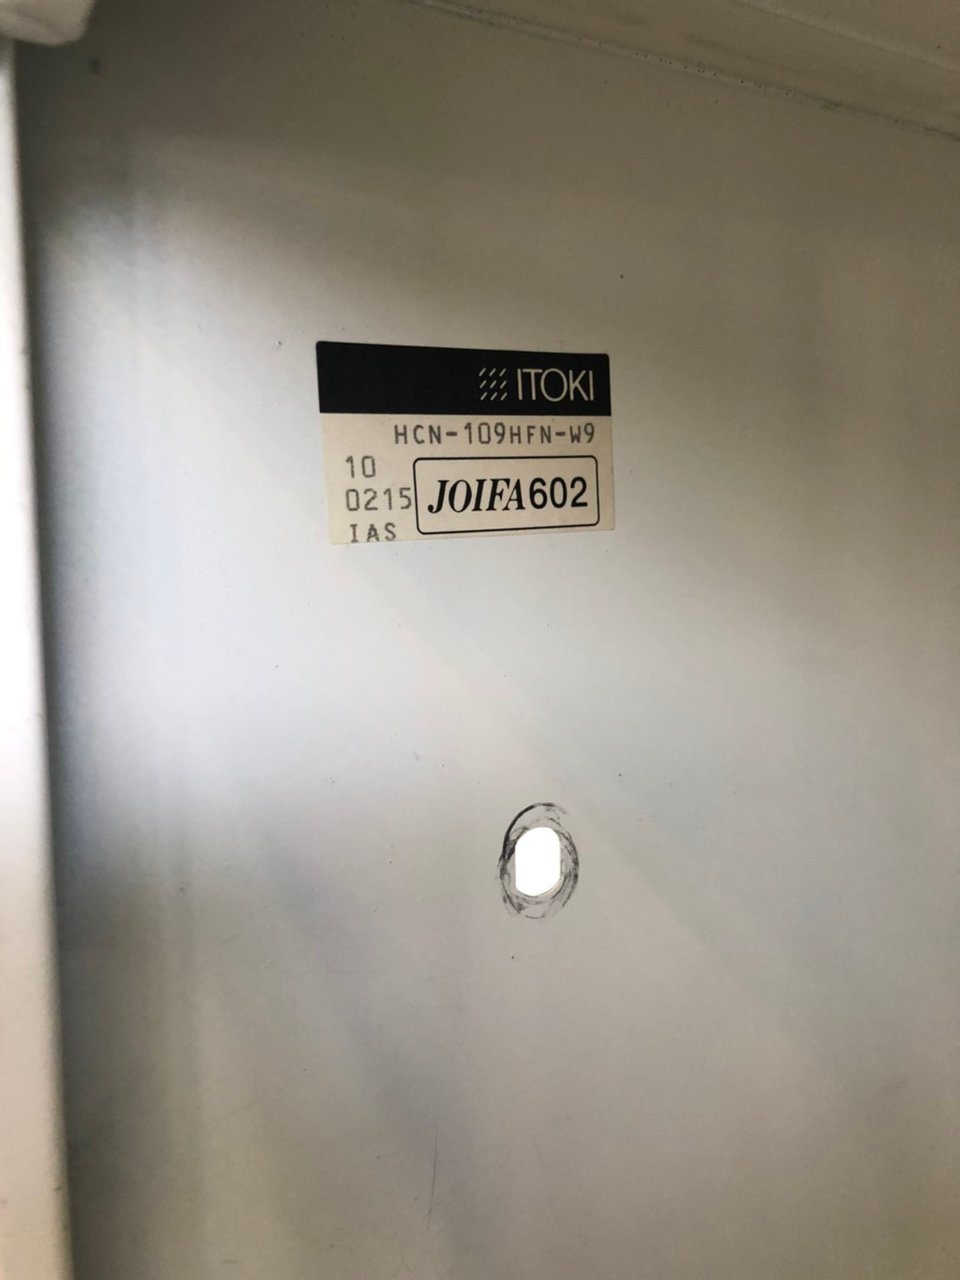 ITOKI
HCN-109HFN-W9
10
0215
IAS
JOIFA602